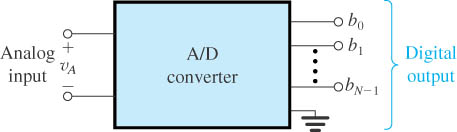 Analog
input
+
v_A
−
A/D
converter
b_0
b_1
b_{N−1}
Digital
output